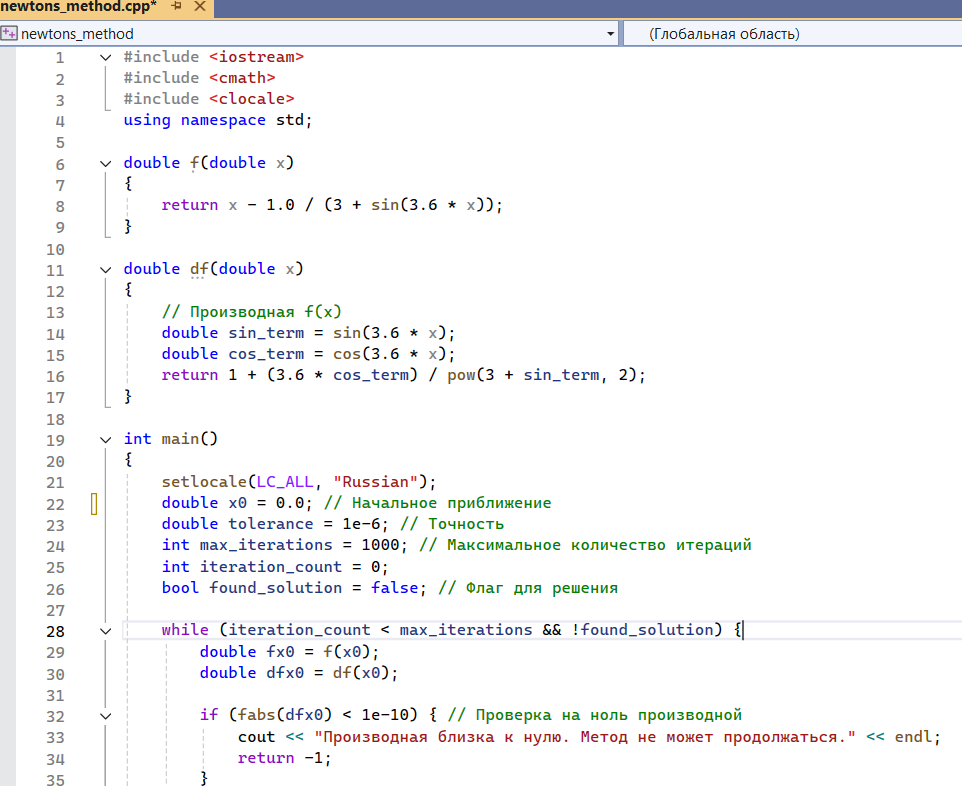 newtons_method.cpp*
newtons_method (Глобальная область)
1 #include <iostream>
2 #include <cmath>
3 #include <clocale>
4 using namespace std;
5
6 double f(double x)
7 {
8 return x - 1.0 / (3 + sin(3.6 * x));
9 }
10
11 double df(double x)
12 {
13 // Производная f(x)
14 double sin_term = sin(3.6 * x);
15 double cos_term = cos(3.6 * x);
16 return 1 + (3.6 * cos_term) / pow(3 + sin_term, 2);
17 }
18
19 int main()
20 {
21 setlocale(LC_ALL, "Russian");
22 double x0 = 0.0; // Начальное приближение
23 double tolerance = 1e-6; // Точность
24 int max_iterations = 1000; // Максимальное количество итераций
25 int iteration_count = 0;
26 bool found_solution = false; // Флаг для решения
27
28 while (iteration_count < max_iterations && !found_solution) {
29 double fx0 = f(x0);
30 double dfx0 = df(x0);
31
32 if (fabs(dfx0) < 1e-10) { // Проверка на ноль производной
33 cout << "Производная близка к нулю. Метод не может продолжаться." << endl;
34 return -1;
35 }